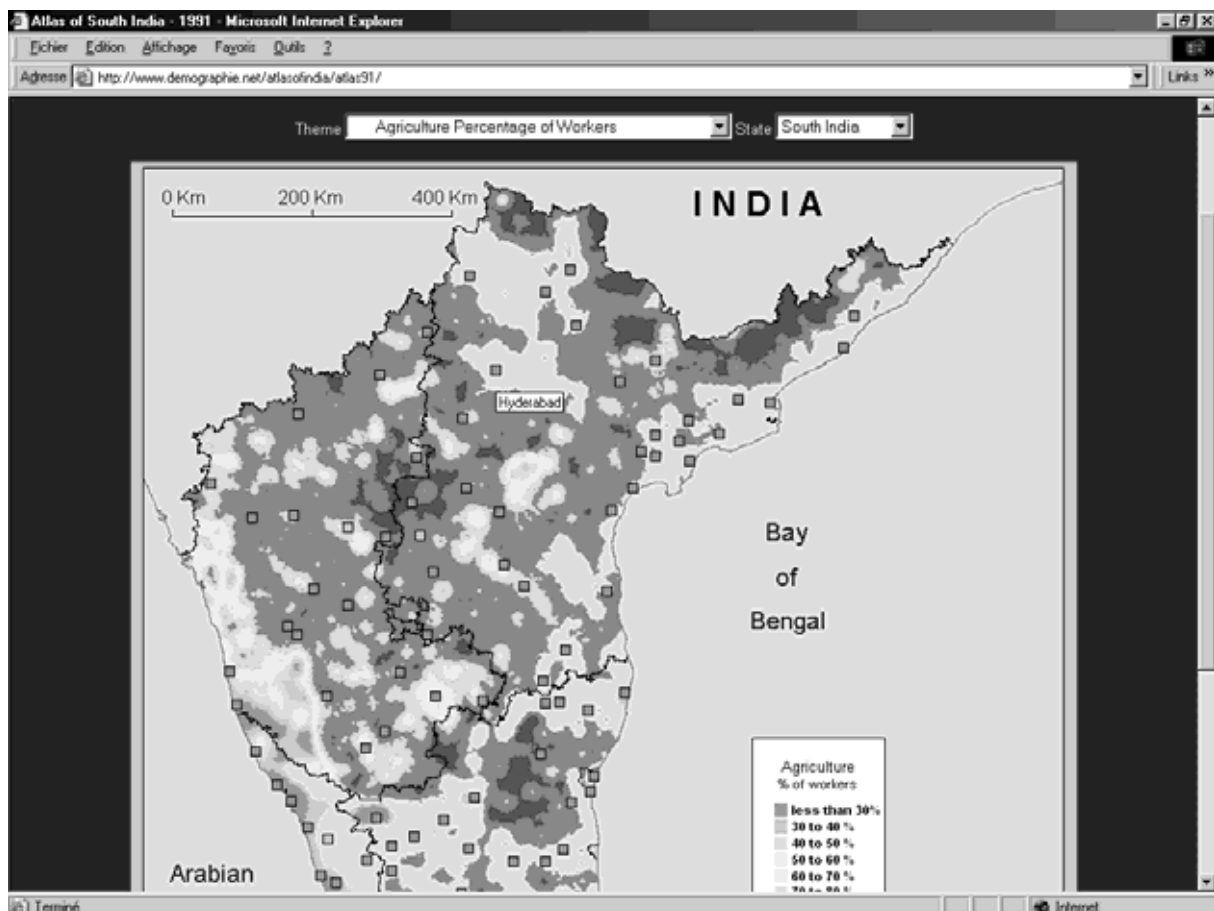 Atlas of South India - 1991 - Microsoft Internet Explorer
Fichier Edition Affichage Favoris Outils ?
Adresse http://www.demographie.net/atlasofindia/atlas91/ Links »
Theme Agriculture Percentage of Workers State South India
0 Km 200 Km 400 Km
INDIA
Hyderabad
Bay
of
Bengal
Agriculture
% of workers
less than 30%
30 to 40 %
40 to 50 %
50 to 60 %
60 to 70 %
70 to 80 %
Arabian
Terminé Internet